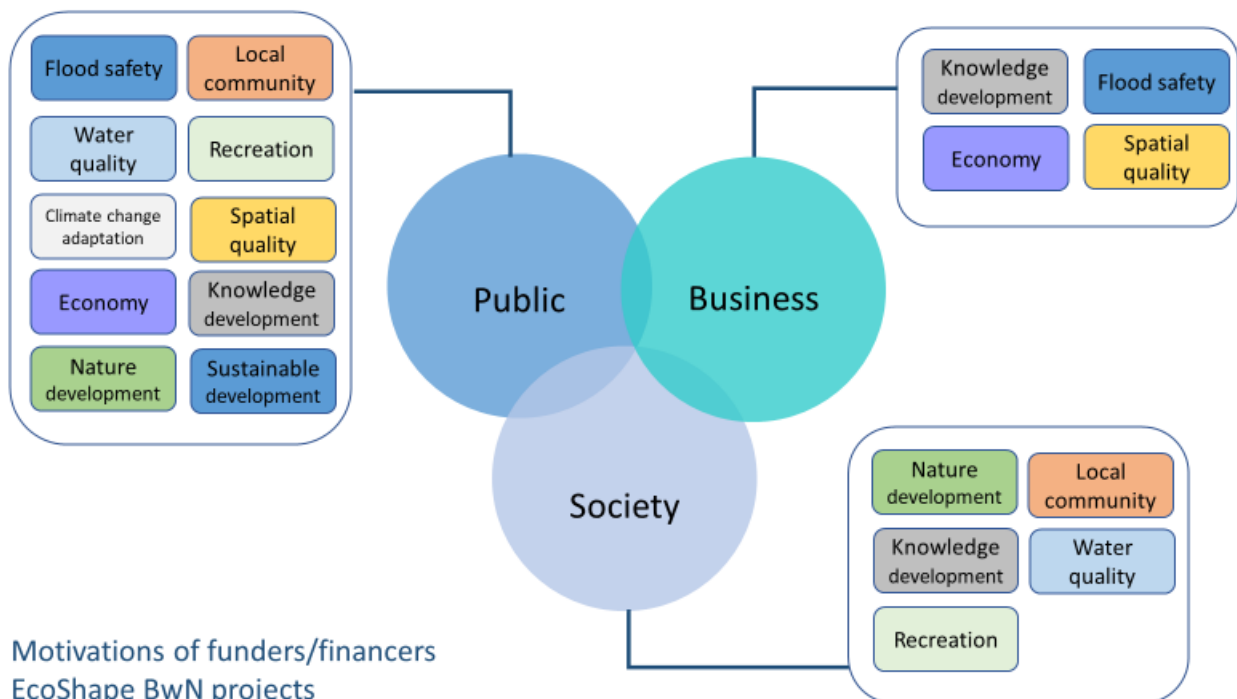 Flood safety
Local
community
Water
quality
Recreation
Climate change
adaptation
Spatial
quality
Economy
Knowledge
development
Nature
development
Sustainable
development
Knowledge
development
Flood safety
Economy
Spatial
quality
Public
Business
Society
Nature
development
Local
community
Knowledge
development
Water
quality
Recreation
Motivations of funders/financers
EcoShape BwN projects